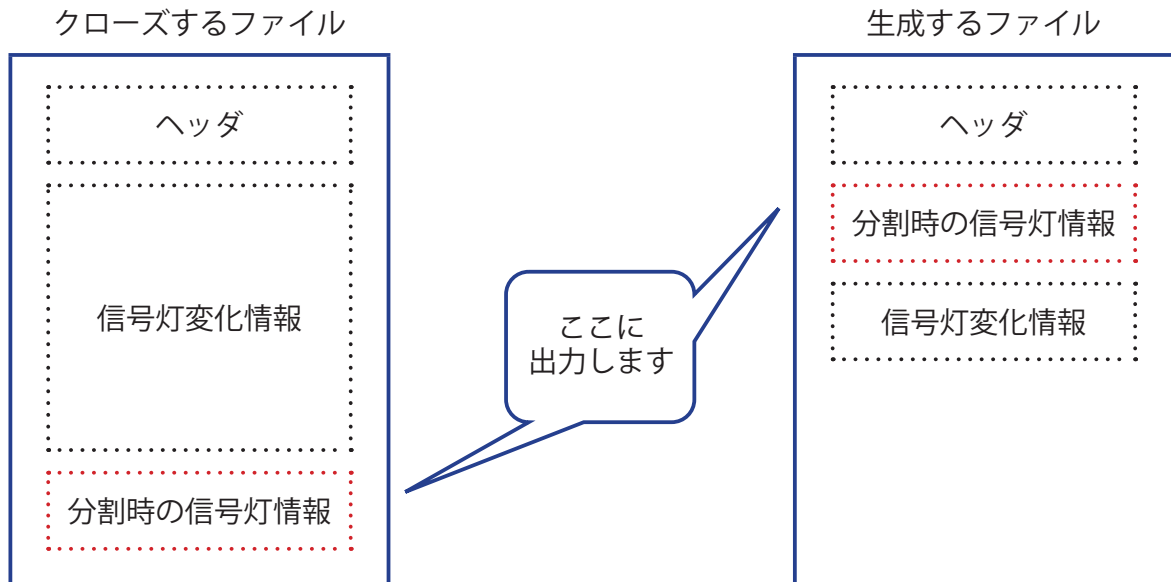 クローズするファイル
ヘッダ
信号灯変化情報
分割時の信号灯情報
ここに
出力します
生成するファイル
ヘッダ
分割時の信号灯情報
信号灯変化情報